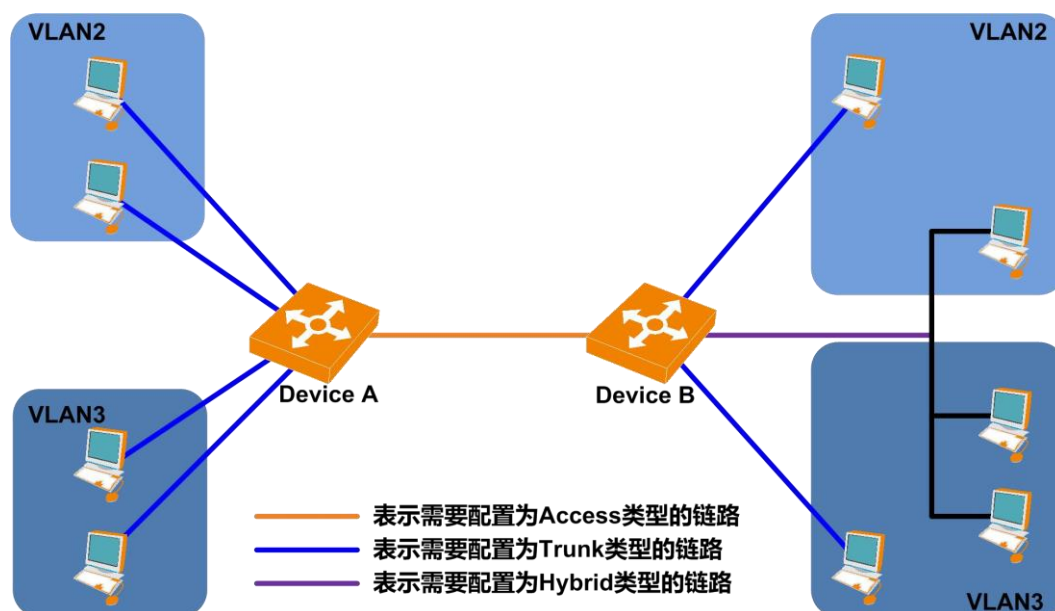 VLAN2
VLAN2
Device A
Device B
VLAN3
表示需要配置为Access类型的链路
表示需要配置为Trunk类型的链路
表示需要配置为Hybrid类型的链路
VLAN3